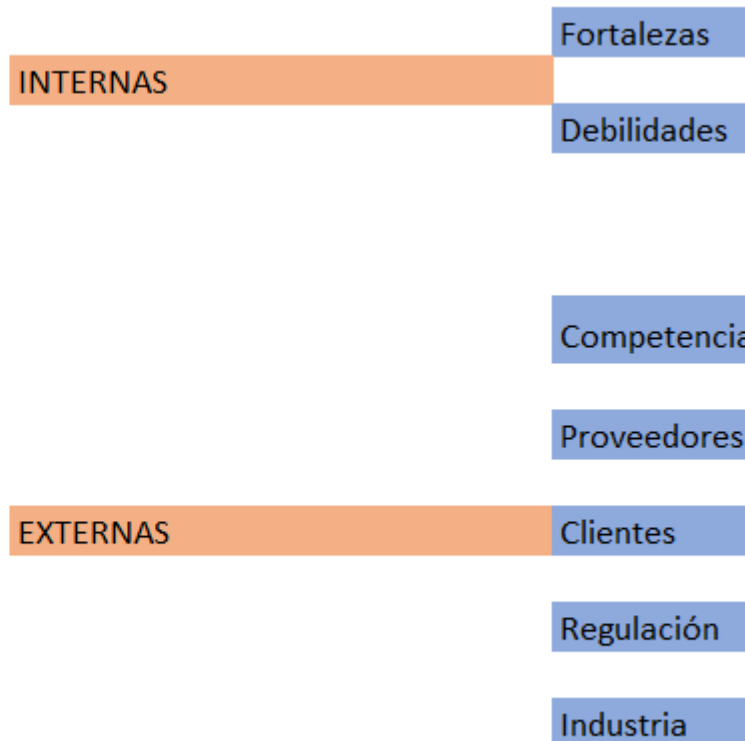 Fortalezas
INTERNAS
Debilidades
Competencia
Proveedores
EXTERNAS
Clientes
Regulación
Industria